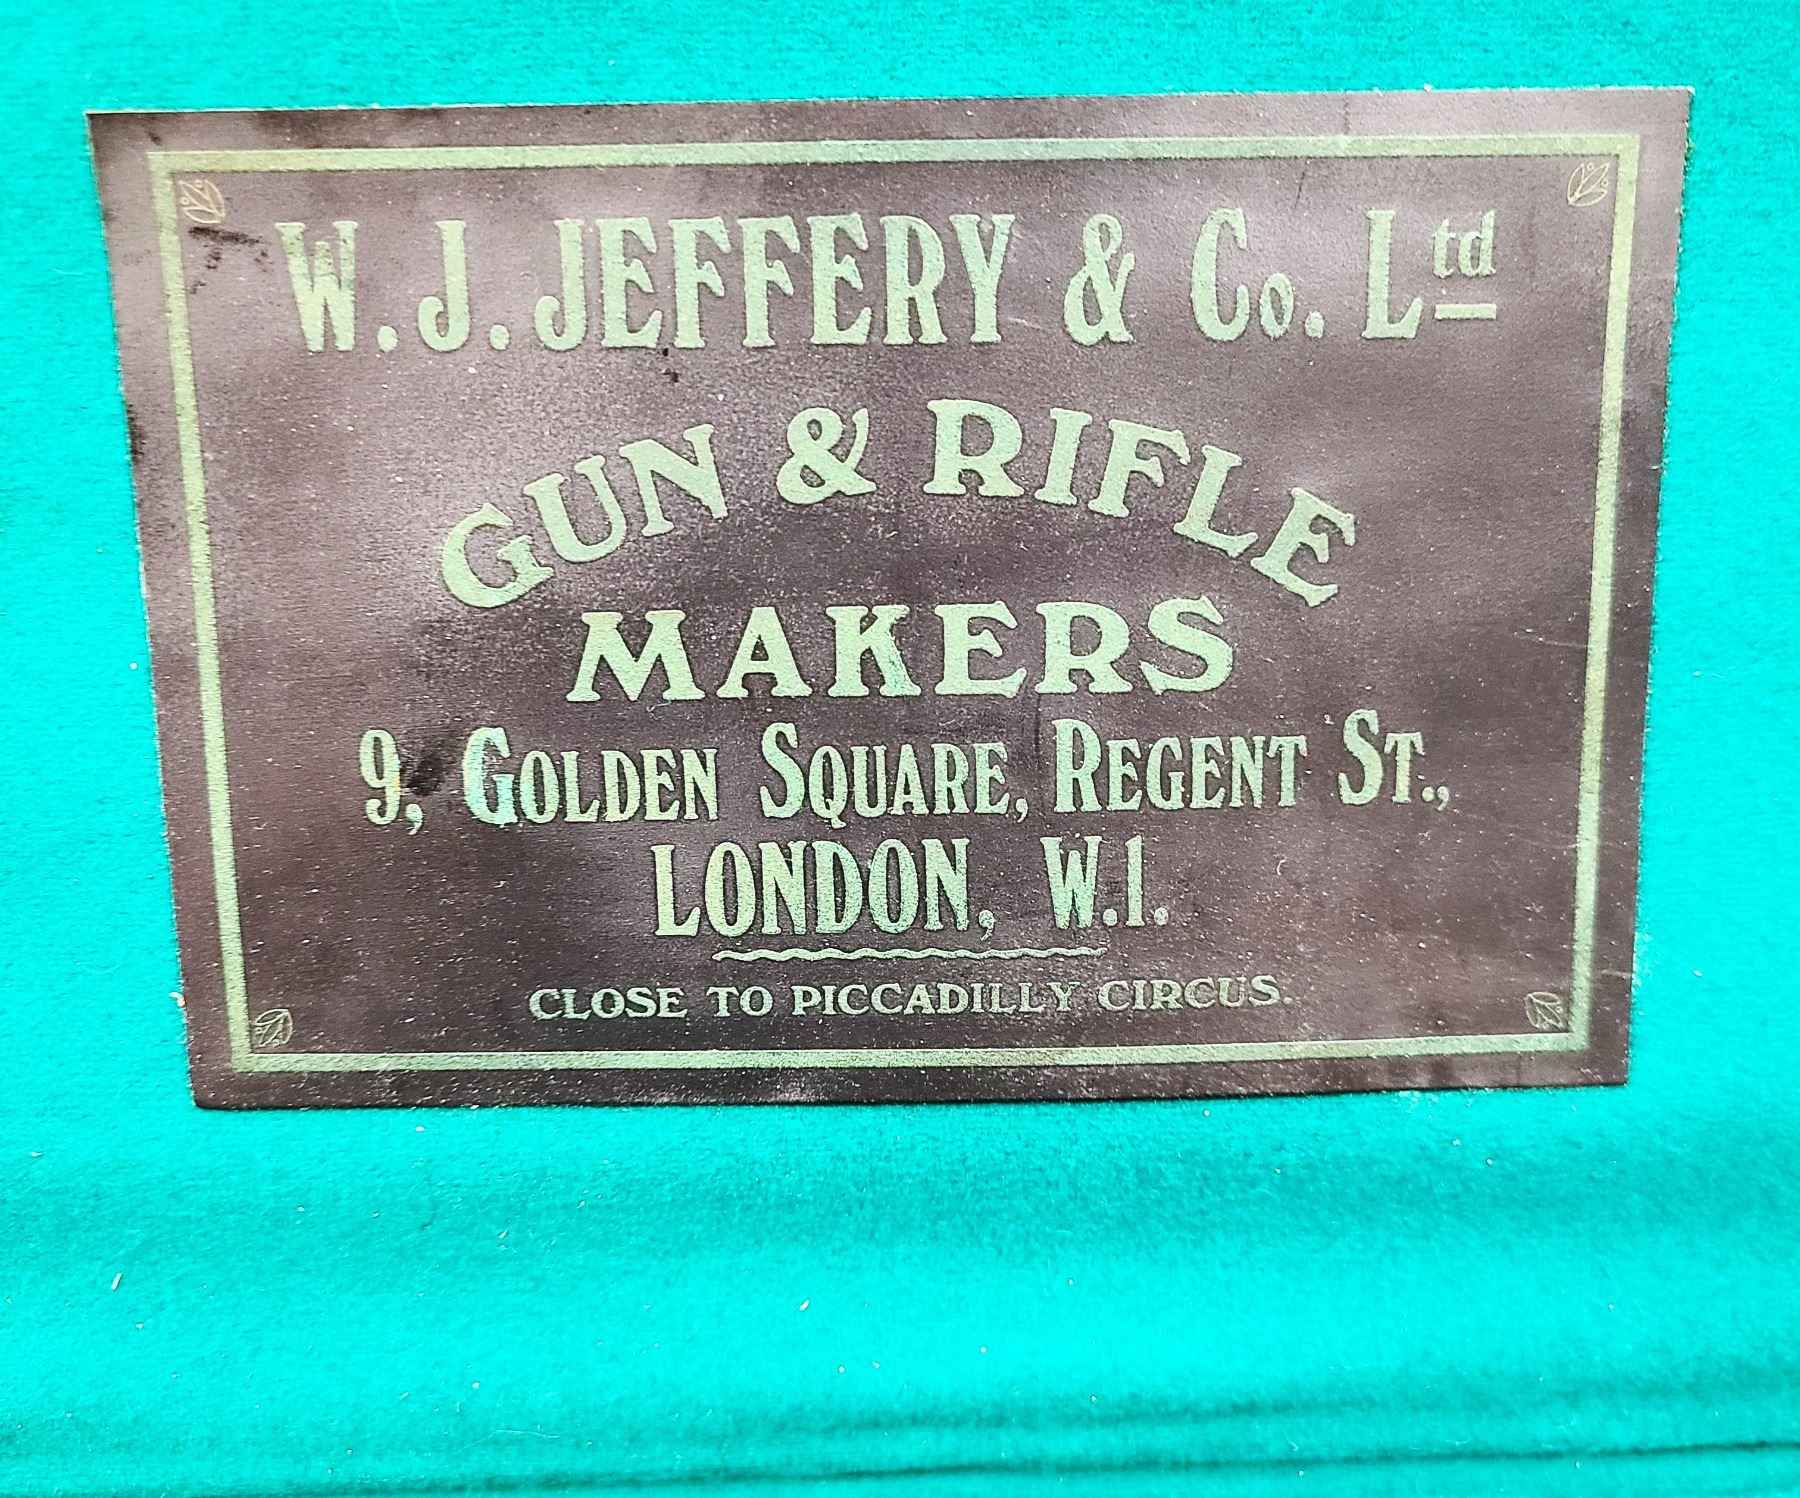 W. J. JEFFERY & Co. Ltd
GUN & RIFLE
MAKERS
9, GOLDEN SQUARE, REGENT ST.,
LONDON, W.1.
CLOSE TO PICCADILLY CIRCUS.